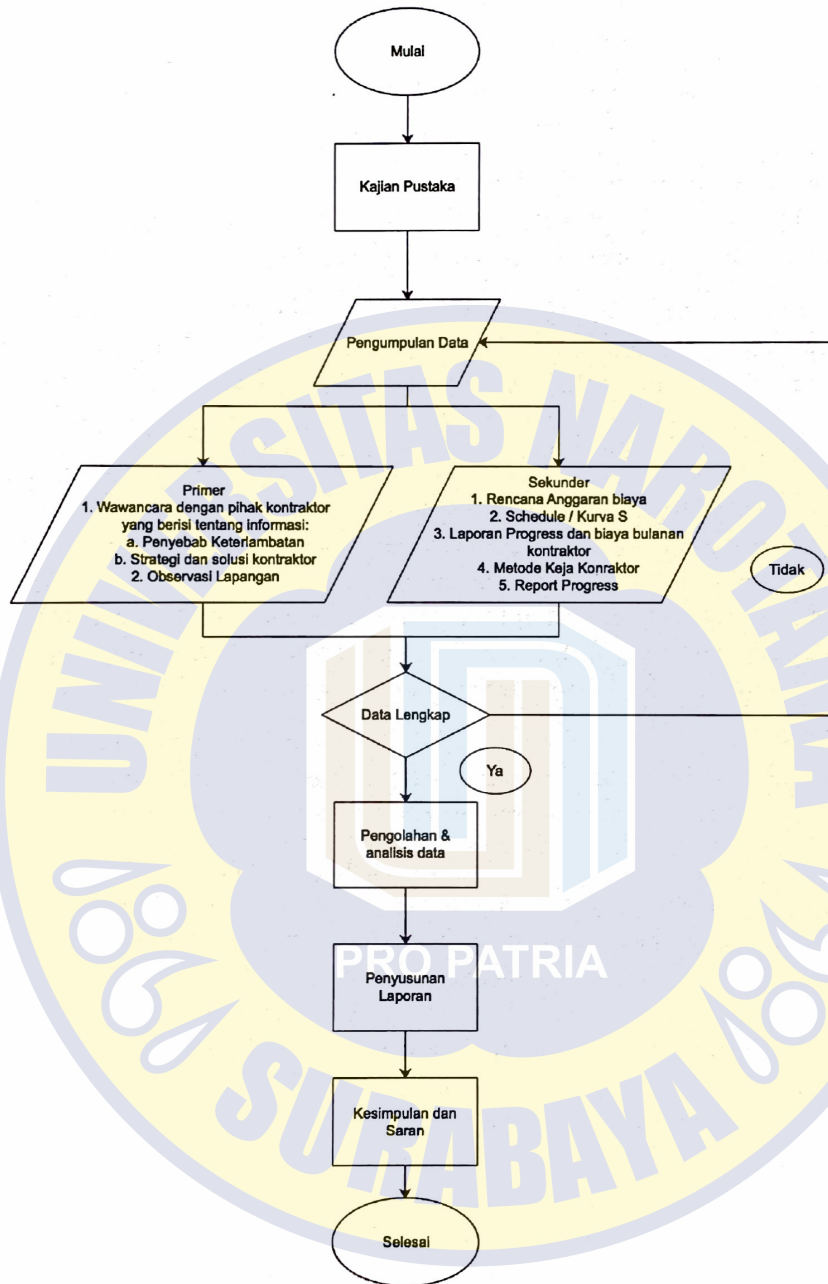 Mulai
Kajian Pustaka
Pengumpulan Data
Primer
1. Wawancara dengan pihak kontraktor
yang berisi tentang informasi:
a. Penyebab Keterlambatan
b. Strategi dan solusi kontraktor
2. Observasi Lapangan
Sekunder
1. Rencana Anggaran biaya
2. Schedule / Kurva S
3. Laporan Progress dan biaya bulanan
kontraktor
4. Metode Keja Konraktor
5. Report Progress
Tidak
Data Lengkap
Ya
Pengolahan &
analisis data
Penyusunan
Laporan
Kesimpulan dan
Saran
Selesai
UNIVERSITAS NAROTAMA
PRO PATRIA
SURABAYA